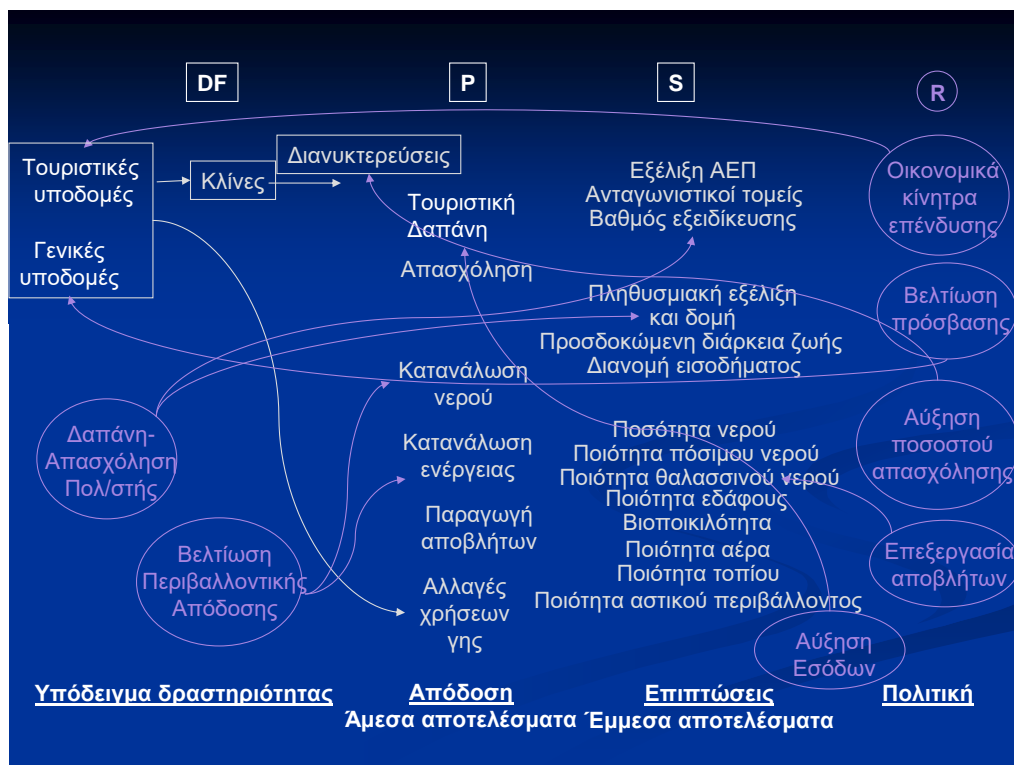 DF
P
S
R
Τουριστικές
υποδομές
Γενικές
υποδομές
Κλίνες
Διανυκτερεύσεις
Τουριστική
Δαπάνη
Απασχόληση
Εξέλιξη ΑΕΠ
Ανταγωνιστικοί τομείς
Βαθμός εξειδίκευσης
Οικονομικά
κίνητρα
επένδυσης
Πληθυσμιακή εξέλιξη
και δομή
Προσδοκώμενη διάρκεια ζωής
Διανομή εισοδήματος
Βελτίωση
πρόσβασης
Κατανάλωση
νερού
Δαπάνη-
Απασχόληση
Πολ/στής
Κατανάλωση
ενέργειας
Ποσότητα νερού
Ποιότητα πόσιμου νερού
Ποιότητα θαλασσινού νερού
Ποιότητα εδάφους
Βιοποικιλότητα
Ποιότητα αέρα
Ποιότητα τοπίου
Ποιότητα αστικού περιβάλλοντος
Αύξηση
ποσοστού
απασχόλησης
Παραγωγή
αποβλήτων
Βελτίωση
Περιβαλλοντικής
Απόδοσης
Επεξεργασία
αποβλήτων
Αλλαγές
χρήσεων
γης
Αύξηση
Εσόδων
Υπόδειγμα δραστηριότητας
Απόδοση
Άμεσα αποτελέσματα
Επιπτώσεις
Έμμεσα αποτελέσματα
Πολιτική